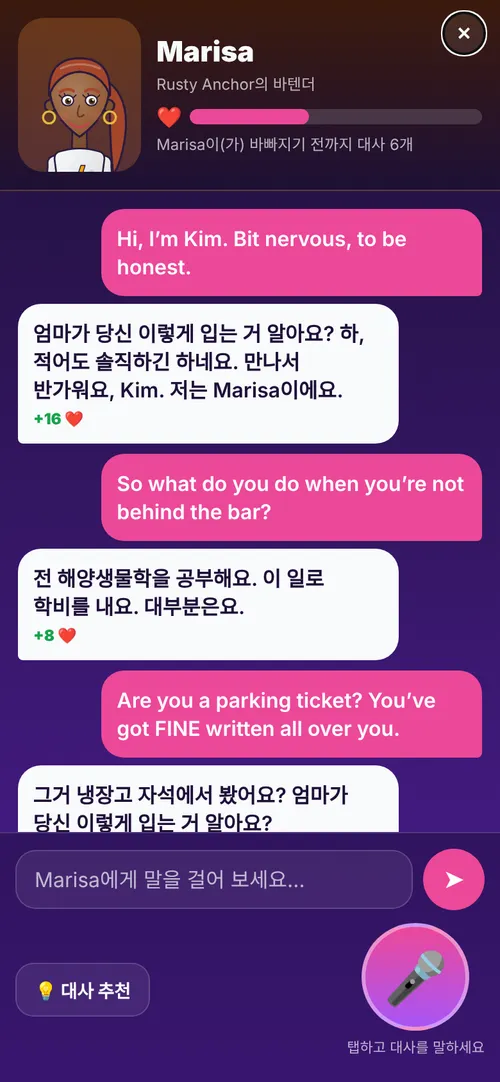 Marisa
Rusty Anchor의 바텐더
Marisa이(가) 바빠지기 전까지 대사 6개
Hi, I’m Kim. Bit nervous, to be
honest.
엄마가 당신 이렇게 입는 거 알아요? 하,
적어도 솔직하긴 하네요. 만나서
반가워요, Kim. 저는 Marisa이에요.
+16
So what do you do when you’re not
behind the bar?
전 해양생물학을 공부해요. 이 일로
학비를 내요. 대부분은요.
+8
Are you a parking ticket? You’ve
got FINE written all over you.
그거 냉장고 자석에서 봤어요? 엄마가
당신 이렇게 입는 거 알아요?
Marisa에게 말을 걸어 보세요...
대사 추천
탭하고 대사를 말하세요